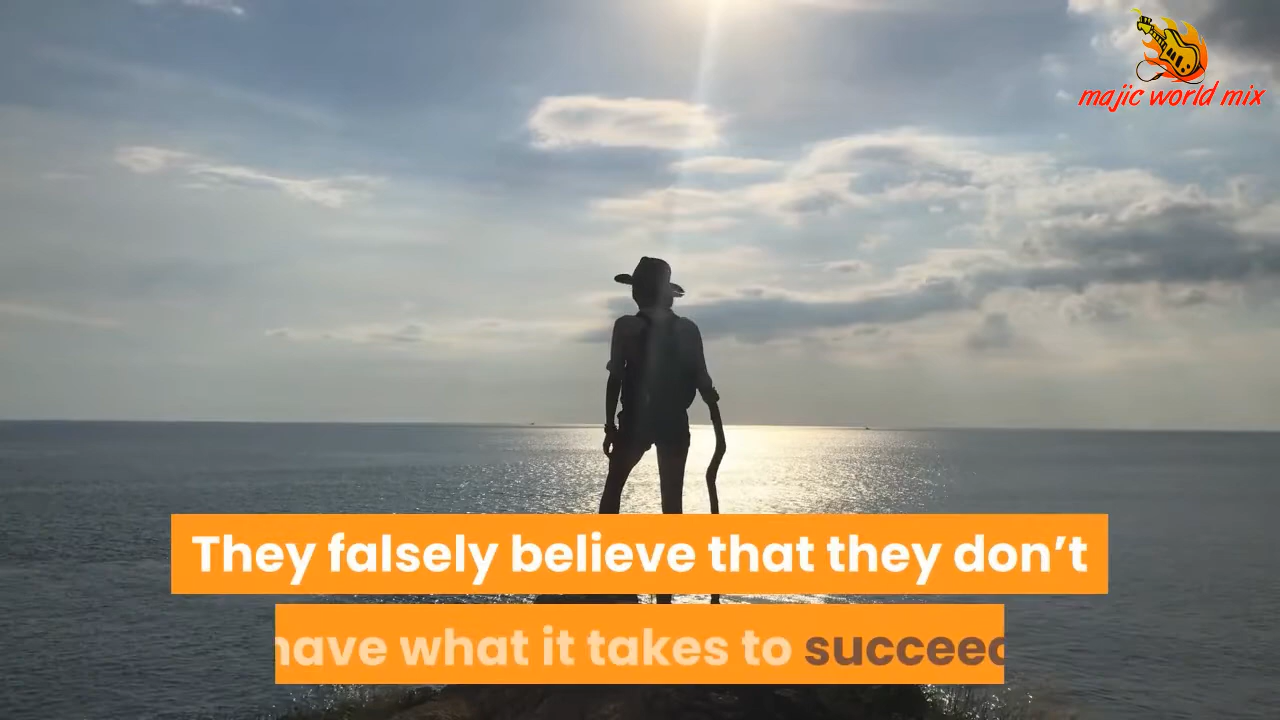 majic world mix
They falsely believe that they don't
have what it takes to succeed